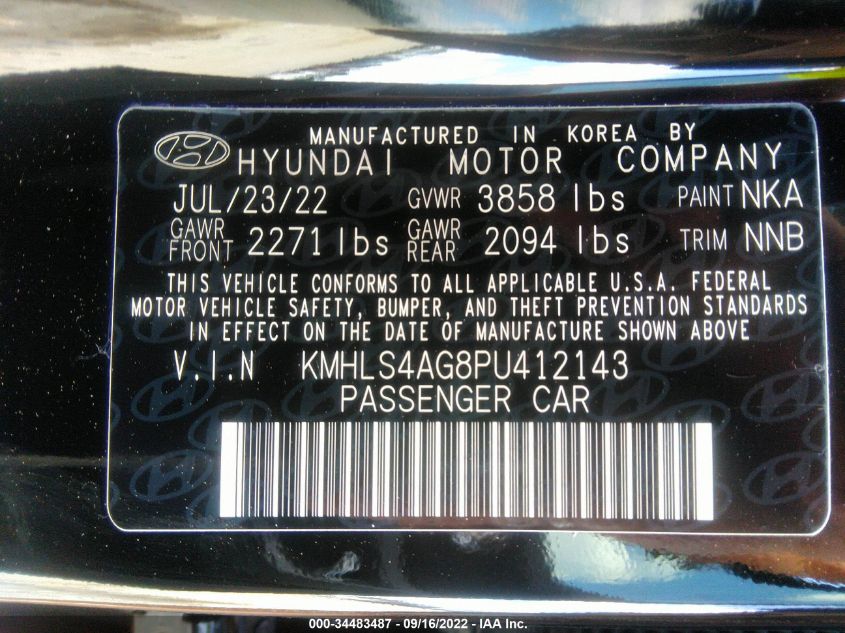 MANUFACTURED IN KOREA BY
HYUNDAI MOTOR COMPANY
JUL/23/22 GVWR 3858 lbs PAINT NKA
GAWR FRONT 2271 lbs GAWR REAR 2094 lbs TRIM NNB
THIS VEHICLE CONFORMS TO ALL APPLICABLE U.S.A. FEDERAL
MOTOR VEHICLE SAFETY, BUMPER, AND THEFT PREVENTION STANDARDS
IN EFFECT ON THE DATE OF MANUFACTURE SHOWN ABOVE
V.I.N KMHLS4AG8PU412143
PASSENGER CAR
000-34483487 - 09/16/2022 - IAA Inc.